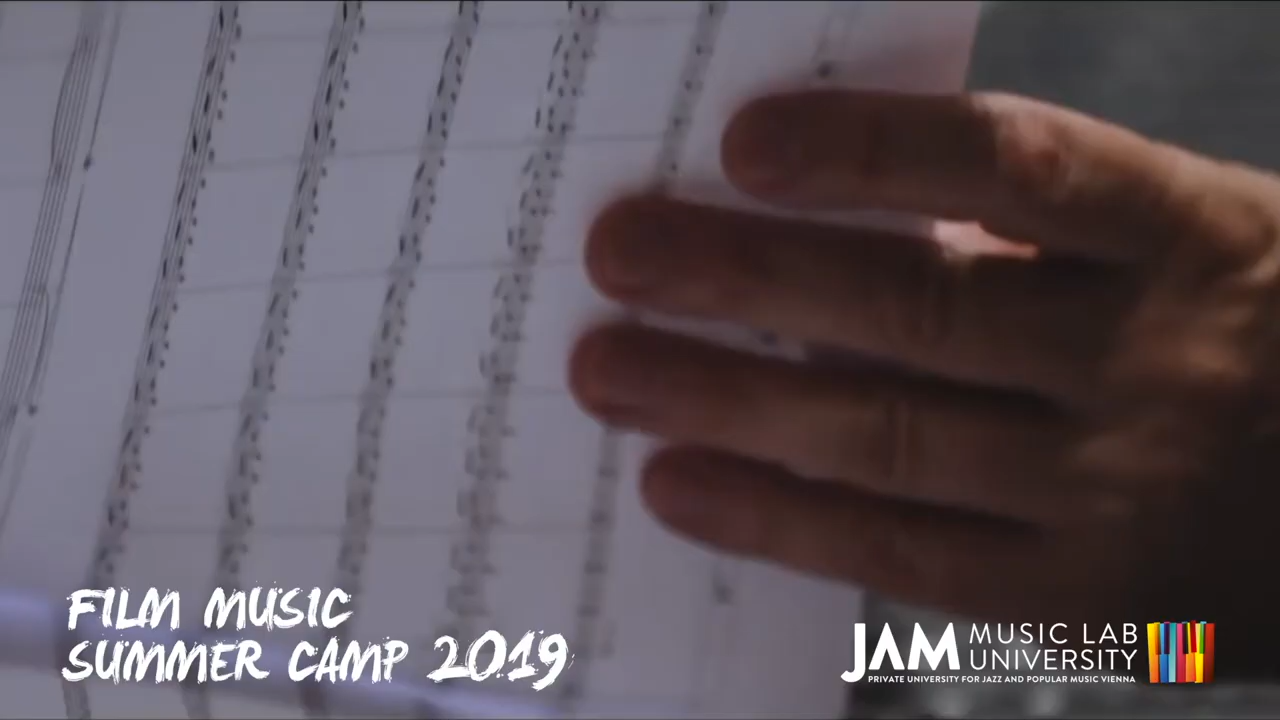 FILM MUSIC
SUMMER CAMP 2019
JAM MUSIC LAB
UNIVERSITY
PRIVATE UNIVERSITY FOR JAZZ AND POPULAR MUSIC VIENNA